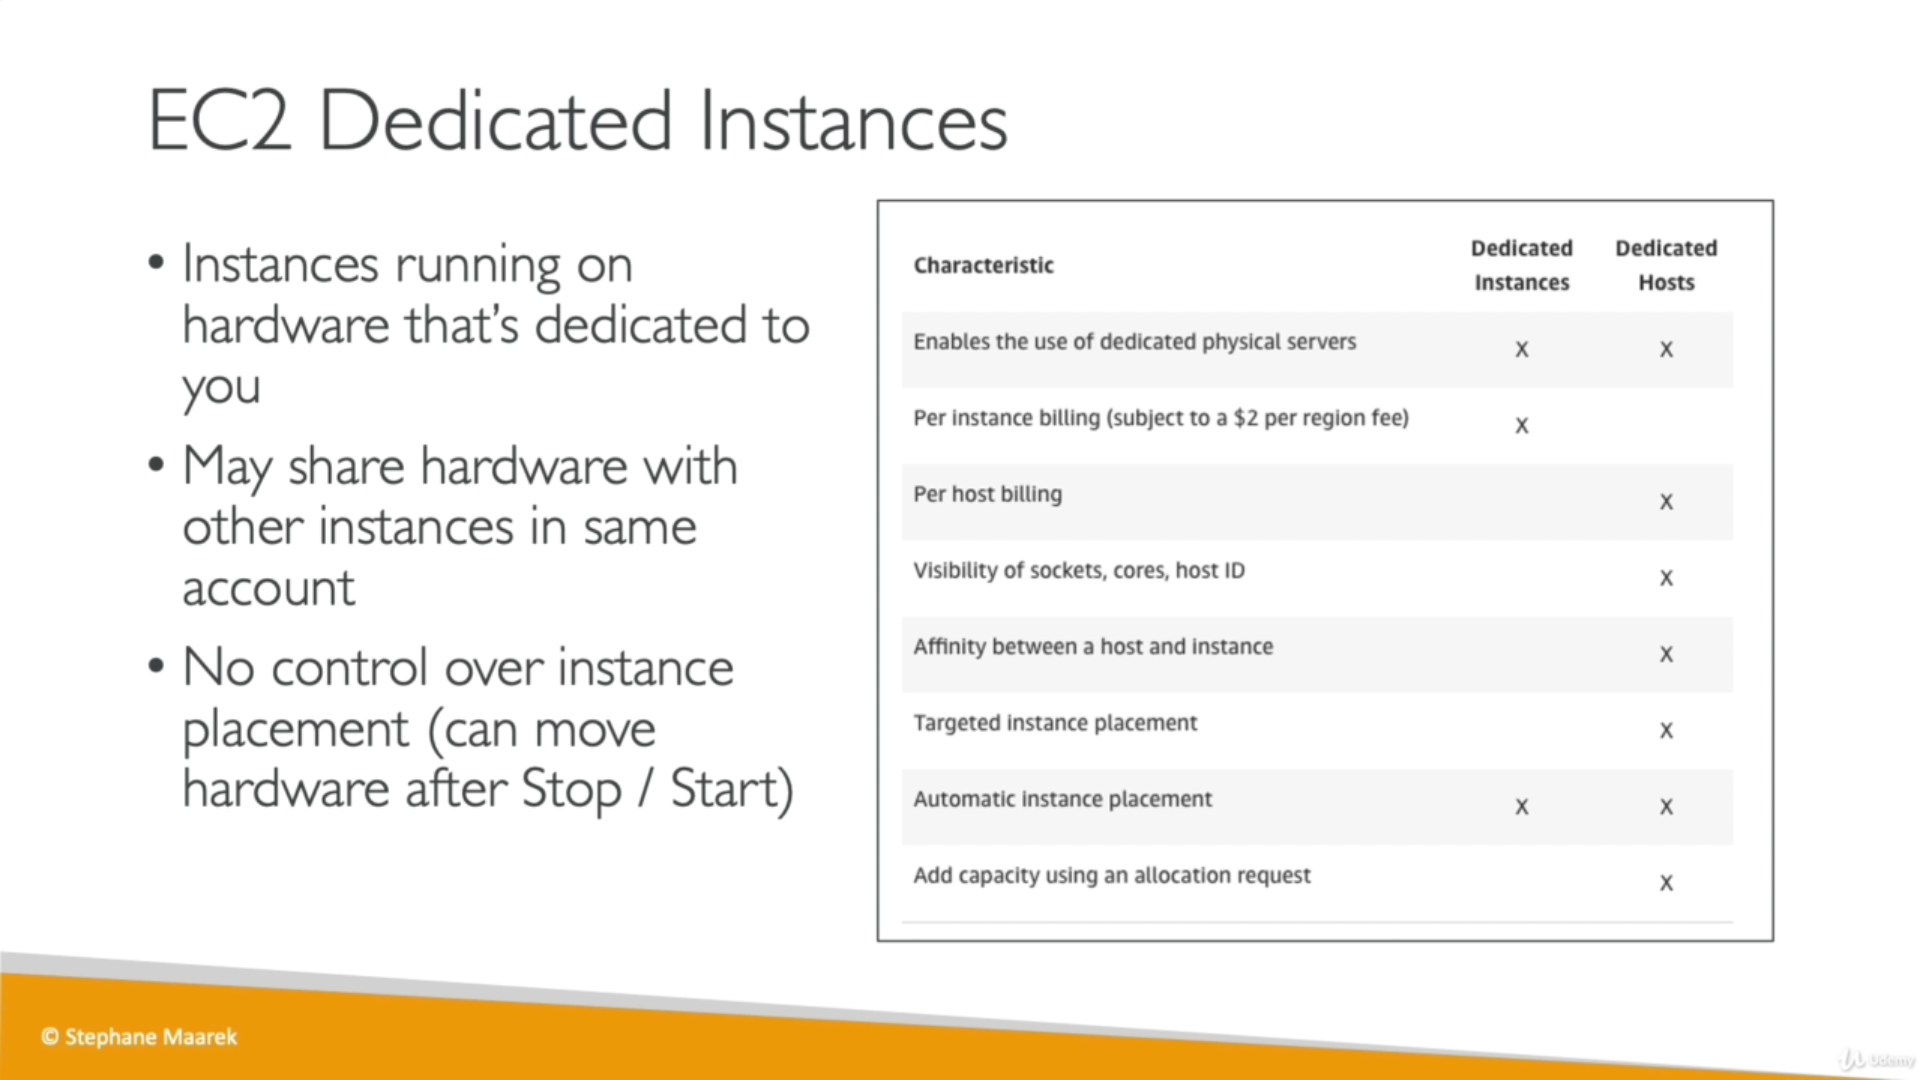 EC2 Dedicated Instances
• Instances running on
hardware that's dedicated to
you
• May share hardware with
other instances in same
account
• No control over instance
placement (can move
hardware after Stop / Start)
Characteristic
Dedicated
Instances
Dedicated
Hosts
Enables the use of dedicated physical servers X X
Per instance billing (subject to a $2 per region fee) X
Per host billing X
Visibility of sockets, cores, host ID X
Affinity between a host and instance X
Targeted instance placement X
Automatic instance placement X X
Add capacity using an allocation request X
© Stephane Maarek
Udemy